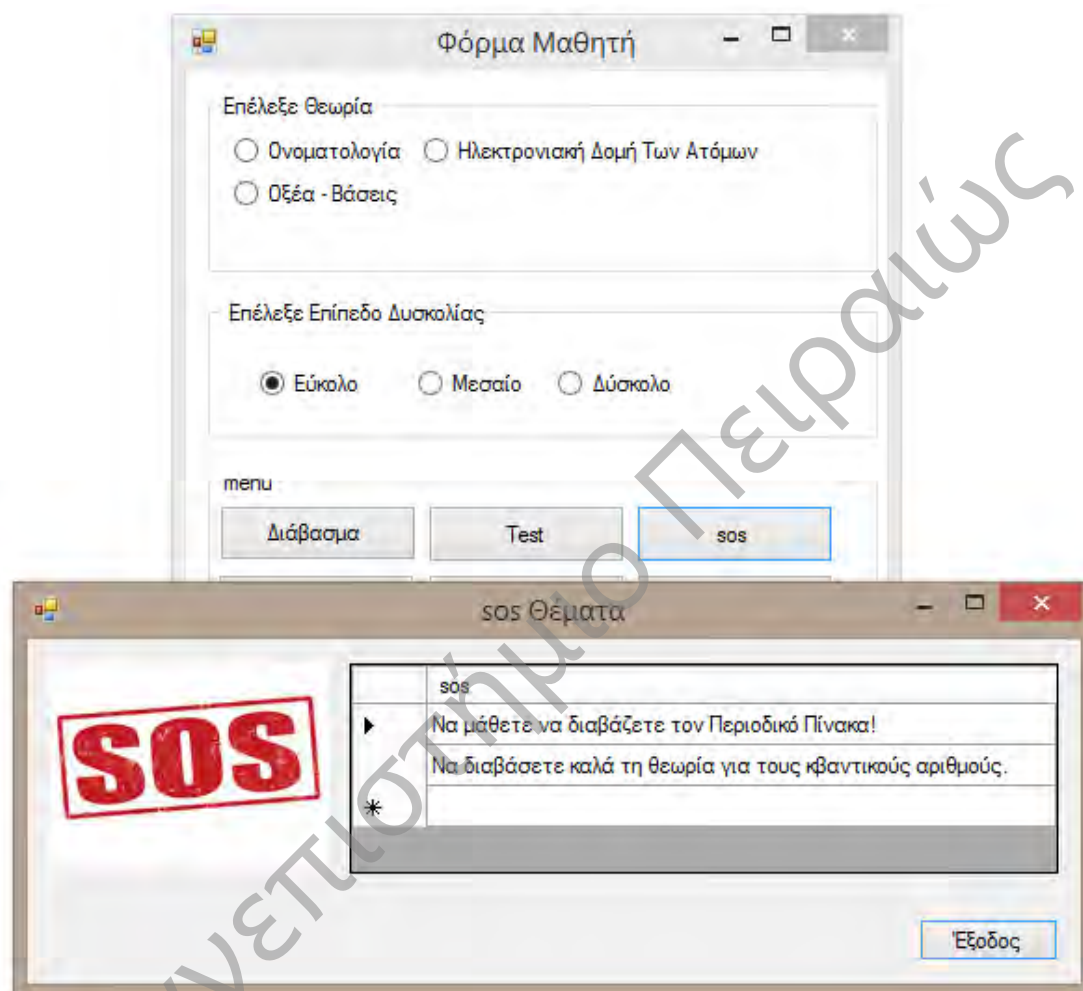 Φόρμα Μαθητή
Επέλεξε Θεωρία
Ονοματολογία Ηλεκτρονιακή Δομή Των Ατόμων
Οξέα - Βάσεις
Επέλεξε Επίπεδο Δυσκολίας
Εύκολο Μεσαίο Δύσκολο
menu
Διάβασμα Test sos
sos Θέματα
SOS
sos
Να μάθετε να διαβάζετε τον Περιοδικό Πίνακα!
Να διαβάσετε καλά τη θεωρία για τους κβαντικούς αριθμούς.
Έξοδος
νεπιστήμιο Πειραιώς